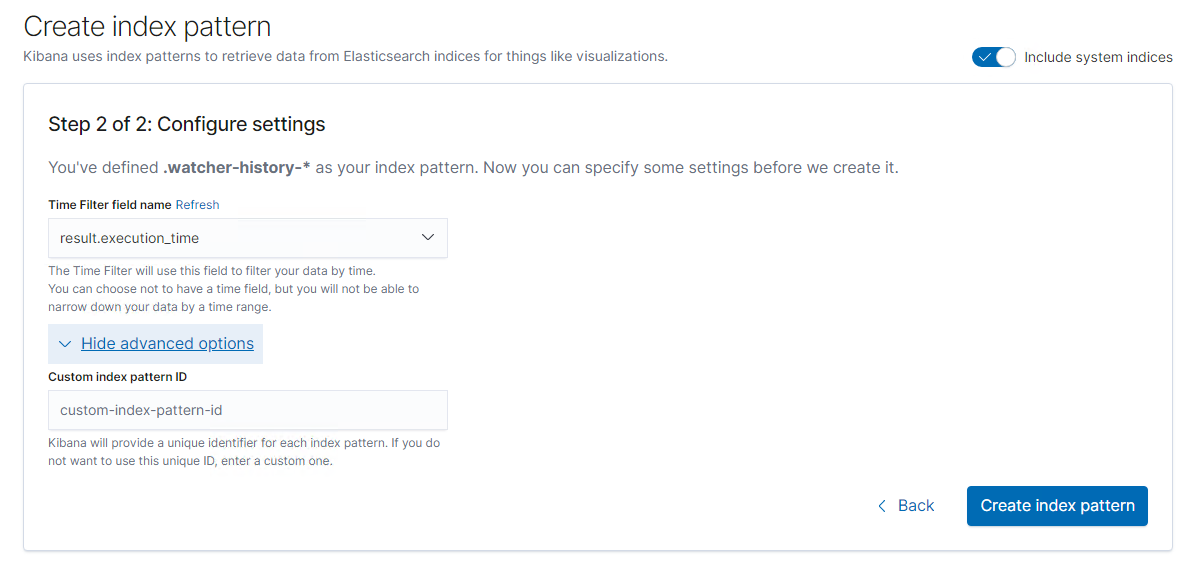 Create index pattern
Kibana uses index patterns to retrieve data from Elasticsearch indices for things like visualizations.
Include system indices
Step 2 of 2: Configure settings
You've defined .watcher-history-* as your index pattern. Now you can specify some settings before we create it.
Time Filter field name Refresh
result.execution_time
The Time Filter will use this field to filter your data by time.
You can choose not to have a time field, but you will not be able to
narrow down your data by a time range.
Hide advanced options
Custom index pattern ID
custom-index-pattern-id
Kibana will provide a unique identifier for each index pattern. If you do
not want to use this unique ID, enter a custom one.
Back
Create index pattern